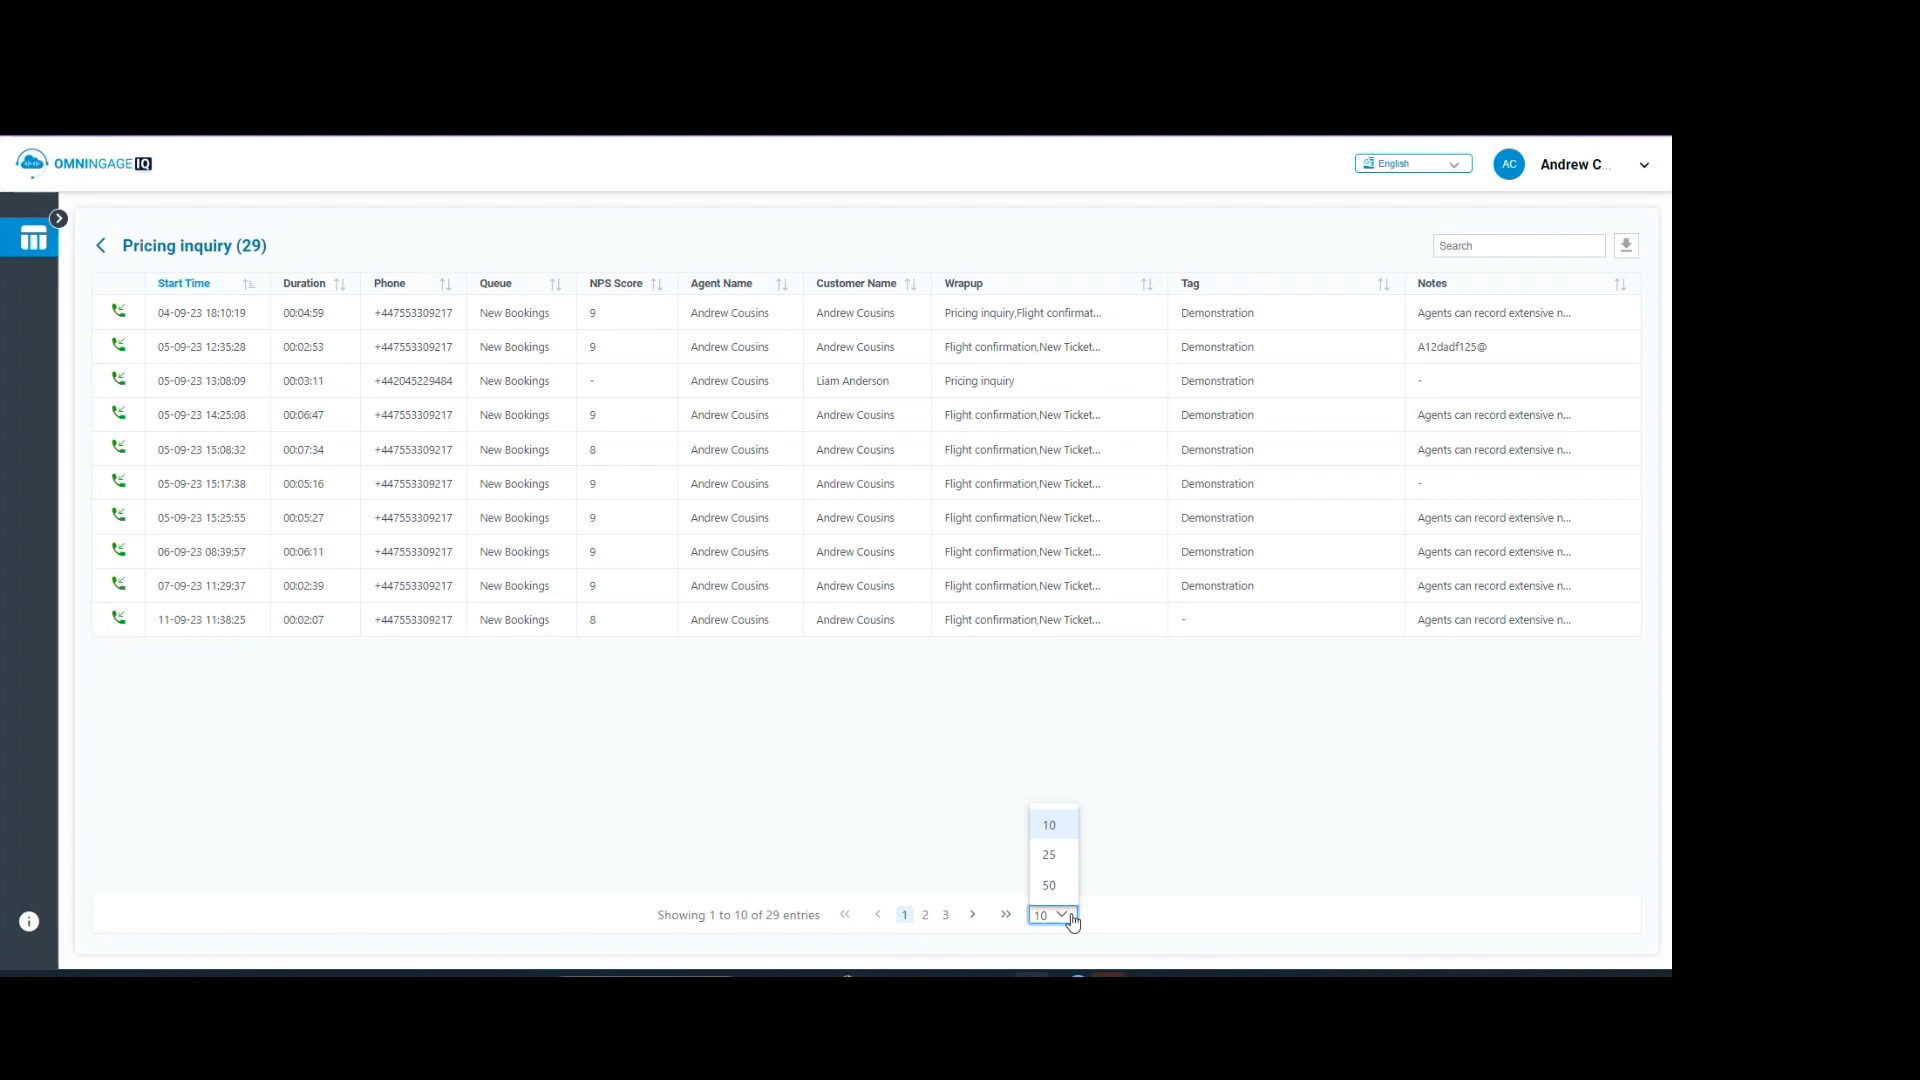 OMNINGAGE IQ
English
AC
Andrew C...
Pricing inquiry (29)
Search
Start Time Duration Phone Queue NPS Score Agent Name Customer Name Wrapup Tag Notes
04-09-23 18:10:19 00:04:59 +447553309217 New Bookings 9 Andrew Cousins Andrew Cousins Pricing inquiry,Flight confirmat... Demonstration Agents can record extensive n...
05-09-23 12:35:28 00:02:53 +447553309217 New Bookings 9 Andrew Cousins Andrew Cousins Flight confirmation,New Ticket... Demonstration A12dadf125@
05-09-23 13:08:09 00:03:11 +442045229484 New Bookings - Andrew Cousins Liam Anderson Pricing inquiry Demonstration -
05-09-23 14:25:08 00:06:47 +447553309217 New Bookings 9 Andrew Cousins Andrew Cousins Flight confirmation,New Ticket... Demonstration Agents can record extensive n...
05-09-23 15:08:32 00:07:34 +447553309217 New Bookings 8 Andrew Cousins Andrew Cousins Flight confirmation,New Ticket... Demonstration Agents can record extensive n...
05-09-23 15:17:38 00:05:16 +447553309217 New Bookings 9 Andrew Cousins Andrew Cousins Flight confirmation,New Ticket... Demonstration -
05-09-23 15:25:55 00:05:27 +447553309217 New Bookings 9 Andrew Cousins Andrew Cousins Flight confirmation,New Ticket... Demonstration Agents can record extensive n...
06-09-23 08:39:57 00:06:11 +447553309217 New Bookings 9 Andrew Cousins Andrew Cousins Flight confirmation,New Ticket... Demonstration Agents can record extensive n...
07-09-23 11:29:37 00:02:39 +447553309217 New Bookings 9 Andrew Cousins Andrew Cousins Flight confirmation,New Ticket... Demonstration Agents can record extensive n...
11-09-23 11:38:25 00:02:07 +447553309217 New Bookings 8 Andrew Cousins Andrew Cousins Flight confirmation,New Ticket... - Agents can record extensive n...
10
25
50
Showing 1 to 10 of 29 entries « ‹ 1 2 3 › » 10